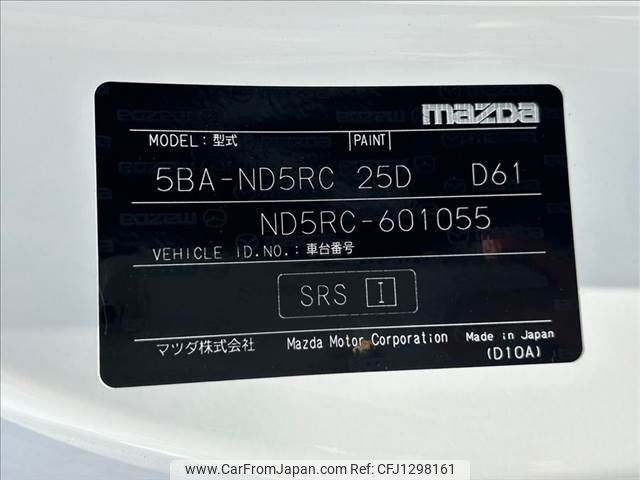 mazda
MODEL: 型式 PAINT
5BA-ND5RC 25D D61
ND5RC-601055
VEHICLE ID.NO.: 車台番号
SRS I
マツダ株式会社 Mazda Motor Corporation Made in Japan
(D10A)
www.CarFromJapan.com | CFJ1298161